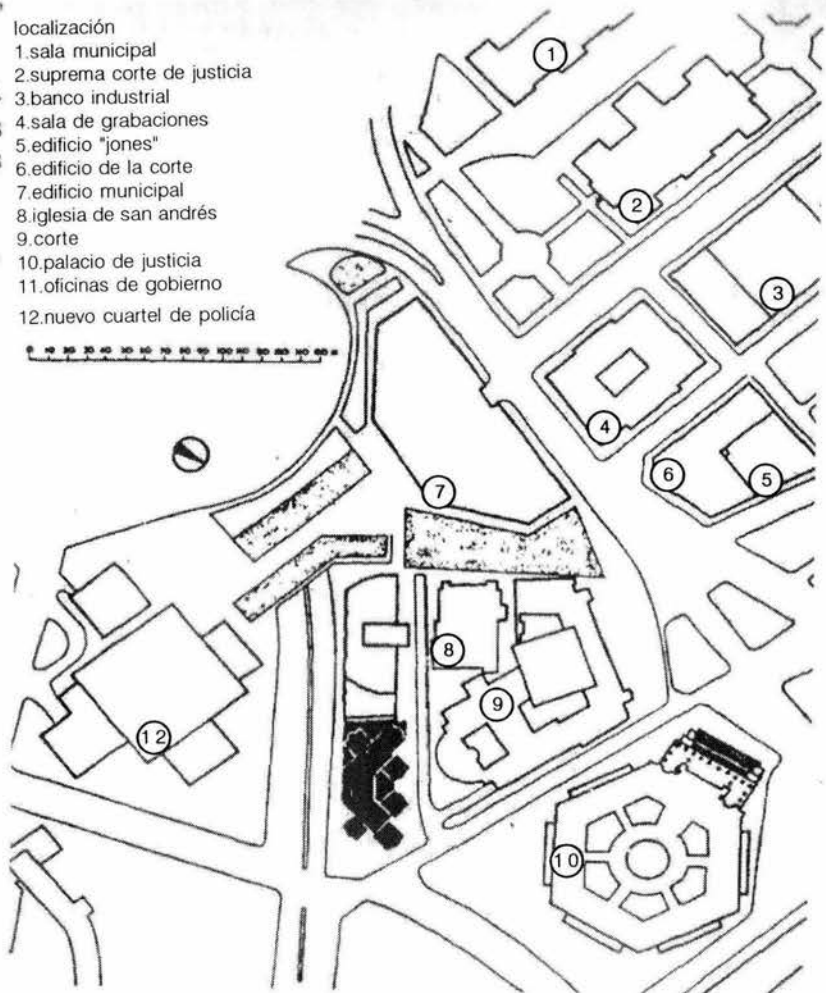 localización
1.sala municipal
2.suprema corte de justicia
3.banco industrial
4.sala de grabaciones
5.edificio "jones"
6.edificio de la corte
7.edificio municipal
8.iglesia de san andrés
9.corte
10.palacio de justicia
11.oficinas de gobierno
12.nuevo cuartel de policía
1
2
3
4
6
5
7
8
9
12
10